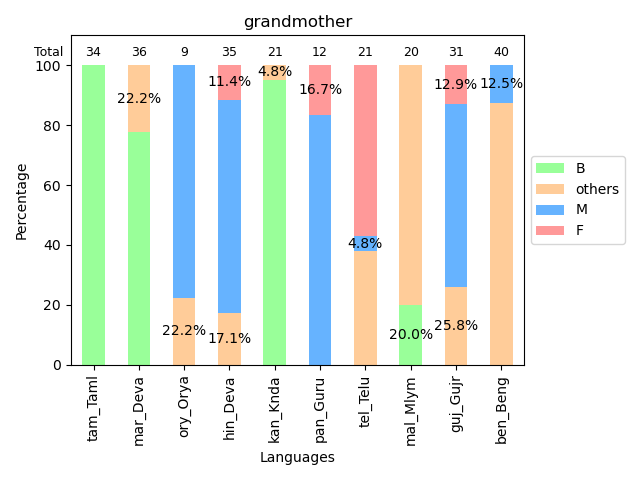 grandmother
Total 34 36 9 35 21 12 21 20 31 40
100
80
60
40
20
0
Percentage
22.2%
22.2%
11.4%
17.1%
4.8%
16.7%
4.8%
20.0%
12.9%
25.8%
12.5%
tam_Taml
mar_Deva
ory_Orya
hin_Deva
kan_Knda
pan_Guru
tel_Telu
mal_Mlym
guj_Gujr
ben_Beng
Languages
B
others
M
F